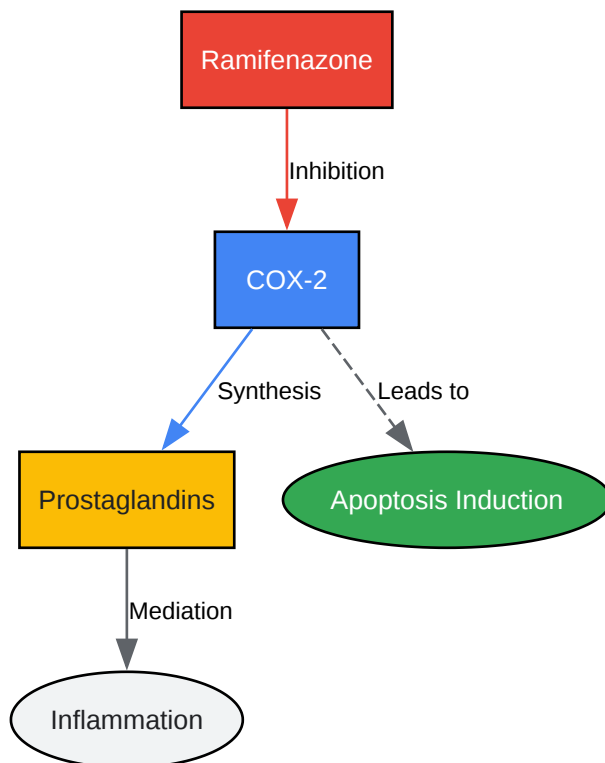 Ramifenazone
Inhibition
COX-2
Synthesis
Leads to
Prostaglandins
Apoptosis Induction
Mediation
Inflammation